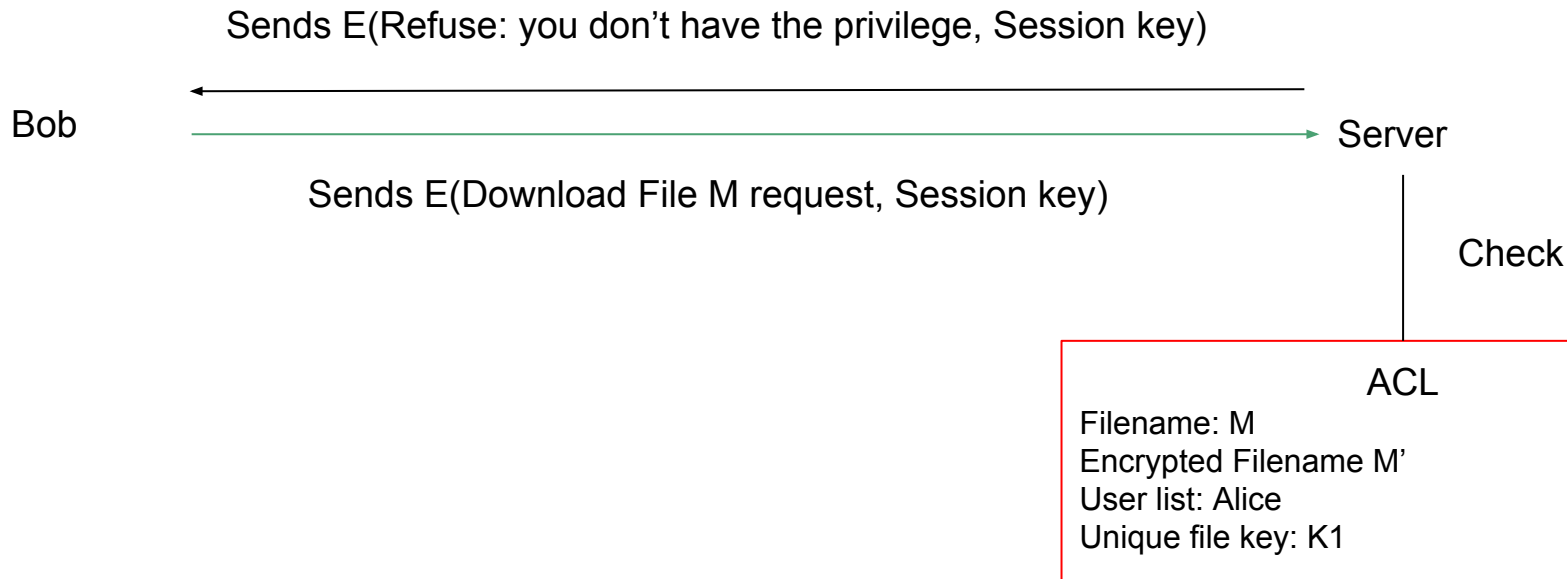 Sends E(Refuse: you don’t have the privilege, Session key)
Bob
Server
Sends E(Download File M request, Session key)
Check
ACL
Filename: M
Encrypted Filename M’
User list: Alice
Unique file key: K1